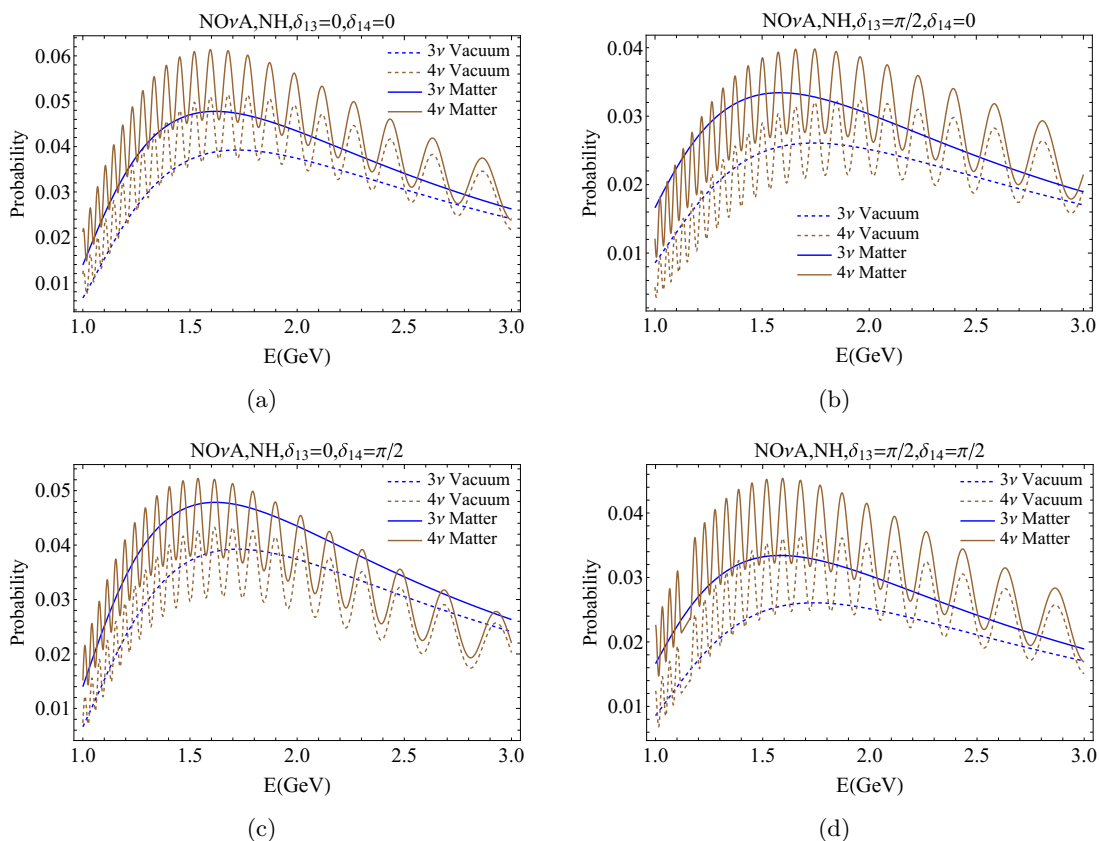 NOνA,NH,δ13=0,δ14=0
3ν Vacuum
4ν Vacuum
3ν Matter
4ν Matter
Probability
0.06
0.05
0.04
0.03
0.02
0.01
1.0 1.5 2.0 2.5 3.0
E(GeV)
(a)
NOνA,NH,δ13=π/2,δ14=0
Probability
0.04
0.03
0.02
0.01
3ν Vacuum
4ν Vacuum
3ν Matter
4ν Matter
1.0 1.5 2.0 2.5 3.0
E(GeV)
(b)
NOνA,NH,δ13=0,δ14=π/2
3ν Vacuum
4ν Vacuum
3ν Matter
4ν Matter
Probability
0.05
0.04
0.03
0.02
0.01
1.0 1.5 2.0 2.5 3.0
E(GeV)
(c)
NOνA,NH,δ13=π/2,δ14=π/2
3ν Vacuum
4ν Vacuum
3ν Matter
4ν Matter
Probability
0.04
0.03
0.02
0.01
1.0 1.5 2.0 2.5 3.0
E(GeV)
(d)